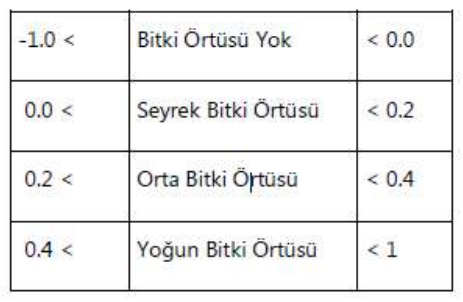 -1.0 < Bitki Örtüsü Yok < 0.0
0.0 < Seyrek Bitki Örtüsü < 0.2
0.2 < Orta Bitki Örtüsü < 0.4
0.4 < Yoğun Bitki Örtüsü < 1